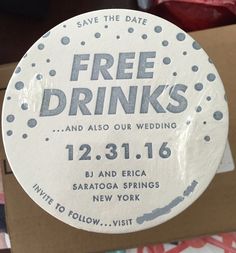 SAVE THE DATE
FREE
DRINKS
...AND ALSO OUR WEDDING
12.31.16
BJ AND ERICA
SARATOGA SPRINGS
NEW YORK
INVITE TO FOLLOW...VISIT